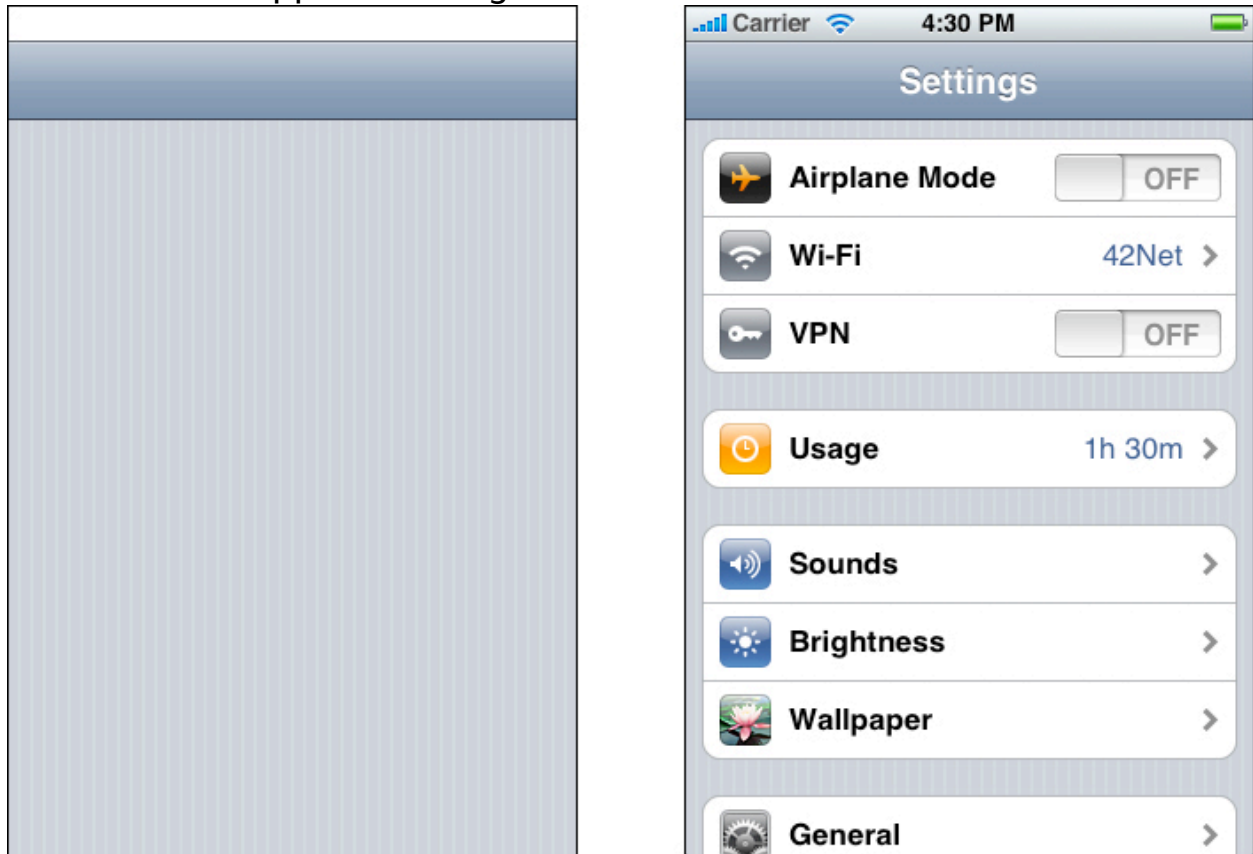 Carrier 4:30 PM
Settings
Airplane Mode OFF
Wi-Fi 42Net
VPN OFF
Usage 1h 30m
Sounds
Brightness
Wallpaper
General